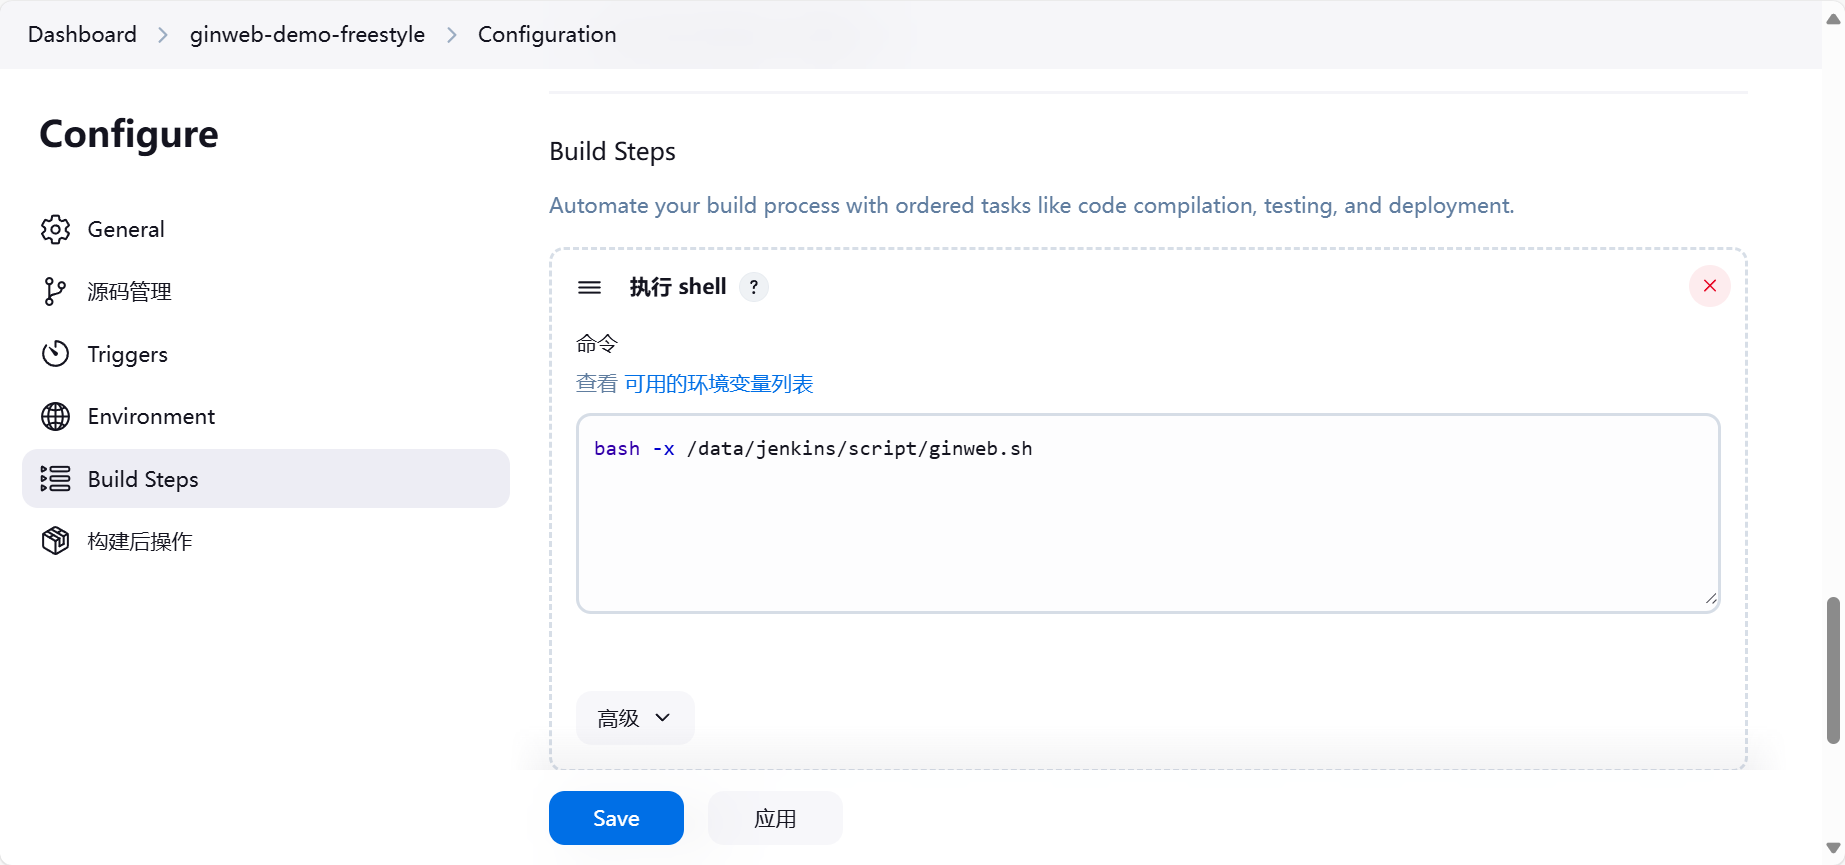 Dashboard > ginweb-demo-freestyle > Configuration
Configure
General
源码管理
Triggers
Environment
Build Steps
构建后操作
Build Steps
Automate your build process with ordered tasks like code compilation, testing, and deployment.
执行 shell ?
命令
查看 可用的环境变量列表
bash -x /data/jenkins/script/ginweb.sh
高级
Save 应用